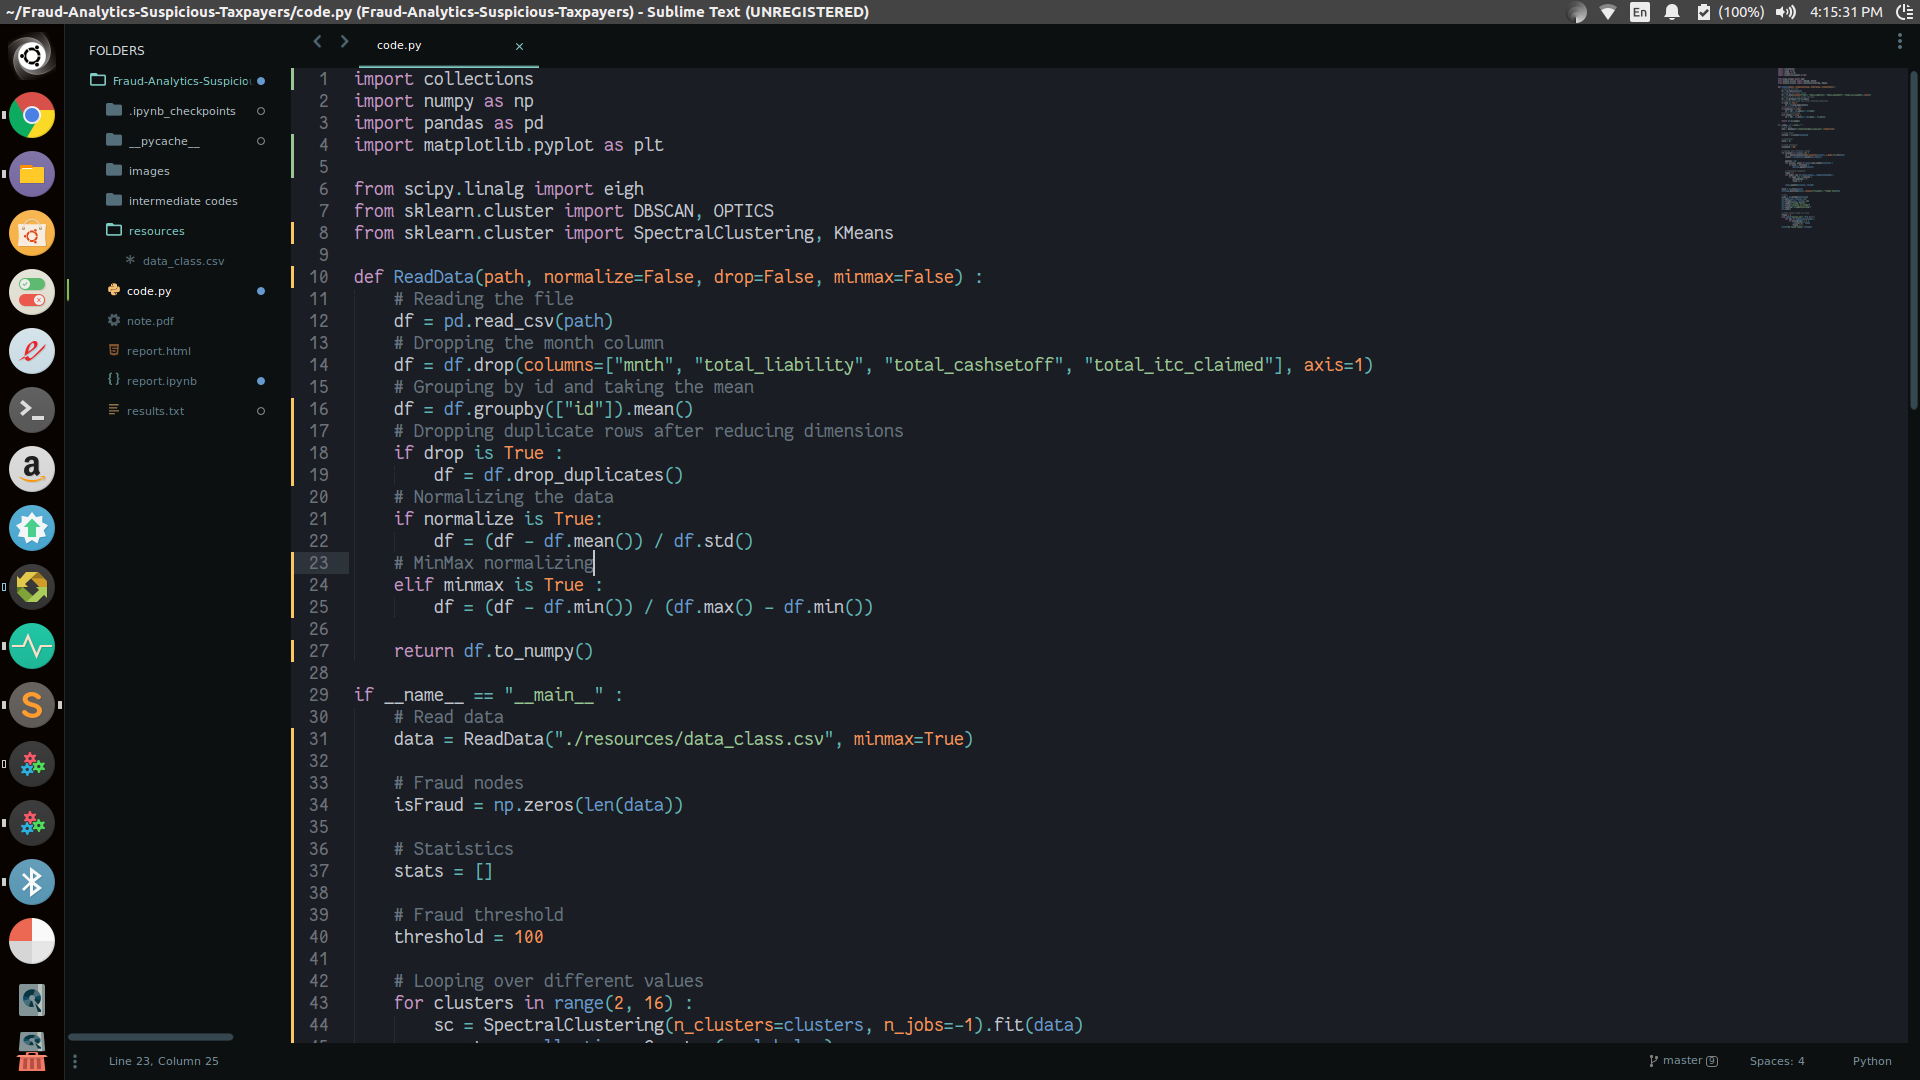 ~/Fraud-Analytics-Suspicious-Taxpayers/code.py (Fraud-Analytics-Suspicious-Taxpayers) - Sublime Text (UNREGISTERED)
En (100%) 4:15:31 PM
FOLDERS
Fraud-Analytics-Suspicio
.ipynb_checkpoints
__pycache__
images
intermediate codes
resources
data_class.csv
code.py
note.pdf
report.html
report.ipynb
results.txt
code.py
1 import collections
2 import numpy as np
3 import pandas as pd
4 import matplotlib.pyplot as plt
5
6 from scipy.linalg import eigh
7 from sklearn.cluster import DBSCAN, OPTICS
8 from sklearn.cluster import SpectralClustering, KMeans
9
10 def ReadData(path, normalize=False, drop=False, minmax=False) :
11 # Reading the file
12 df = pd.read_csv(path)
13 # Dropping the month column
14 df = df.drop(columns=["mnth", "total_liability", "total_cashsetoff", "total_itc_claimed"], axis=1)
15 # Grouping by id and taking the mean
16 df = df.groupby(["id"]).mean()
17 # Dropping duplicate rows after reducing dimensions
18 if drop is True :
19 df = df.drop_duplicates()
20 # Normalizing the data
21 if normalize is True:
22 df = (df - df.mean()) / df.std()
23 # MinMax normalizing
24 elif minmax is True :
25 df = (df - df.min()) / (df.max() - df.min())
26
27 return df.to_numpy()
28
29 if __name__ == "__main__" :
30 # Read data
31 data = ReadData("./resources/data_class.csv", minmax=True)
32
33 # Fraud nodes
34 isFraud = np.zeros(len(data))
35
36 # Statistics
37 stats = []
38
39 # Fraud threshold
40 threshold = 100
41
42 # Looping over different values
43 for clusters in range(2, 16) :
44 sc = SpectralClustering(n_clusters=clusters, n_jobs=-1).fit(data)
Line 23, Column 25
master 9
Spaces: 4
Python